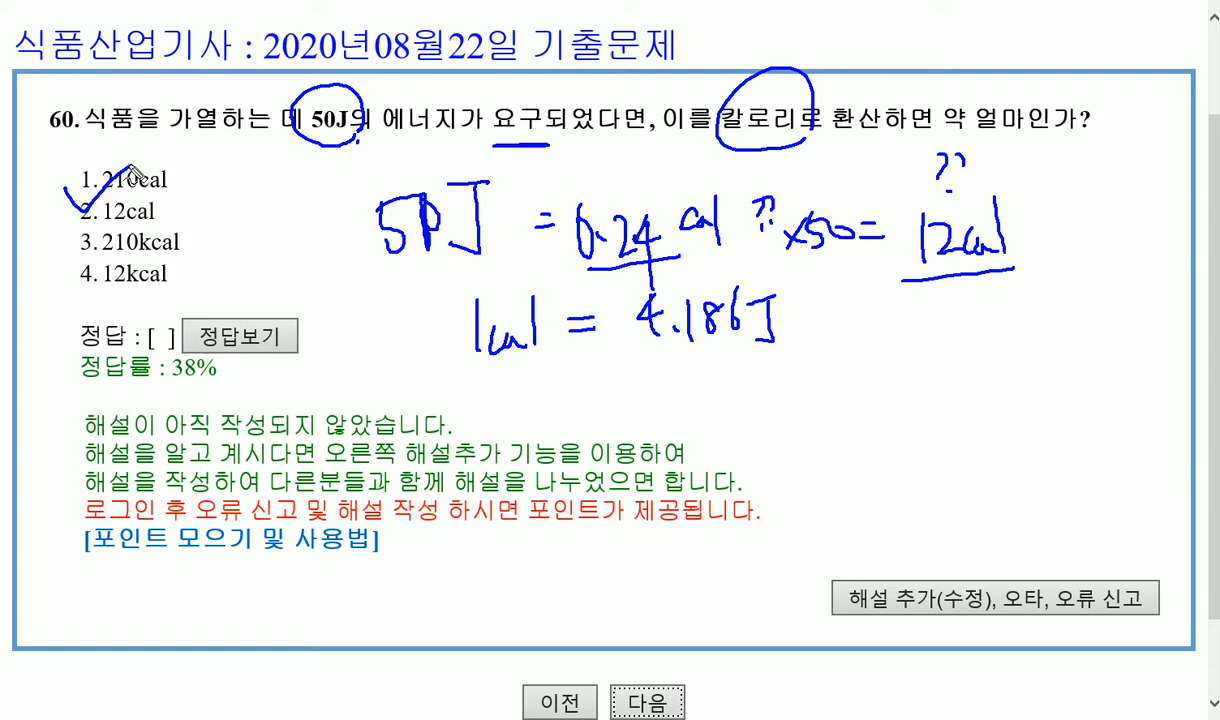 식품산업기사 : 2020년08월22일 기출문제
60. 식품을 가열하는 데 50J의 에너지가 요구되었다면, 이를 칼로리로 환산하면 약 얼마인가?
??
1. 210cal
2. 12cal
3. 210kcal
4. 12kcal
50J = 0.24 cal ?? x50 = 12cal
1cal = 4.186J
정답 : [ ] 정답보기
정답률 : 38%
해설이 아직 작성되지 않았습니다.
해설을 알고 계시다면 오른쪽 해설추가 기능을 이용하여
해설을 작성하여 다른분들과 함께 해설을 나누었으면 합니다.
로그인 후 오류 신고 및 해설 작성 하시면 포인트가 제공됩니다.
[포인트 모으기 및 사용법]
해설 추가(수정), 오타, 오류 신고
이전 다음